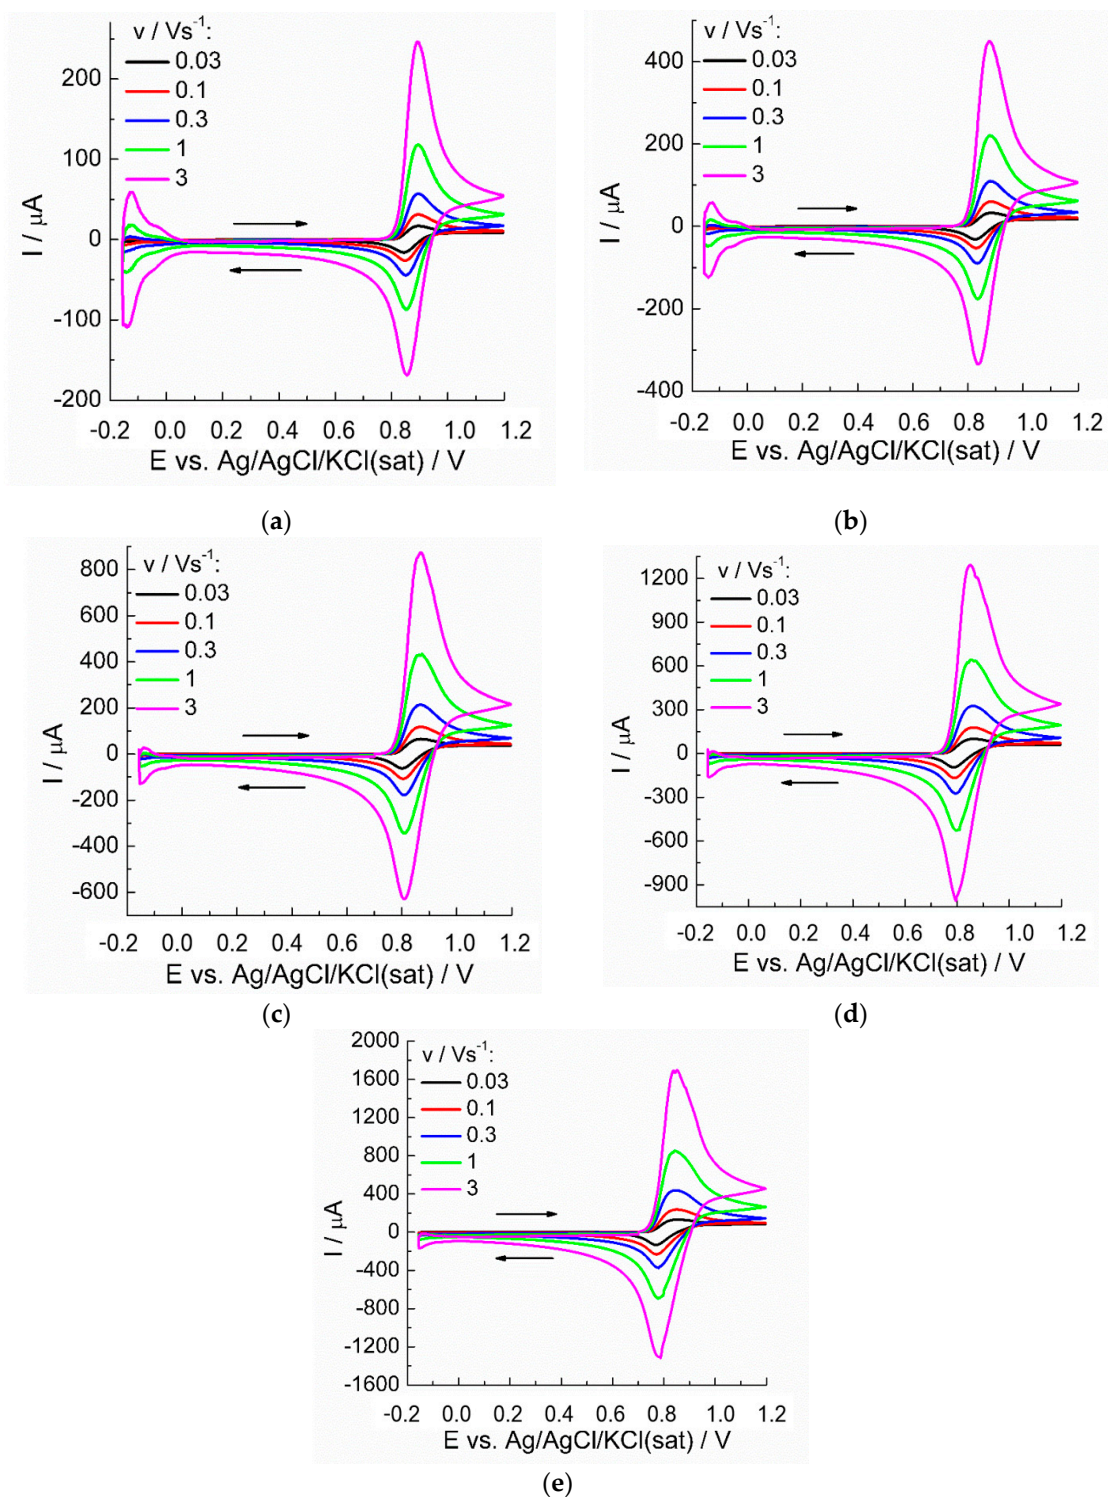 v / Vs⁻¹:
0.03
0.1
0.3
1
3
200
100
0
-100
-200
I / μA
-0.2 0.0 0.2 0.4 0.6 0.8 1.0 1.2
E vs. Ag/AgCl/KCl(sat) / V
(a)
v / Vs⁻¹:
0.03
0.1
0.3
1
3
400
200
0
-200
-400
I / μA
-0.2 0.0 0.2 0.4 0.6 0.8 1.0 1.2
E vs. Ag/AgCl/KCl(sat) / V
(b)
v / Vs⁻¹:
0.03
0.1
0.3
1
3
800
600
400
200
0
-200
-400
-600
I / μA
-0.2 0.0 0.2 0.4 0.6 0.8 1.0 1.2
E vs. Ag/AgCl/KCl(sat) / V
(c)
v / Vs⁻¹:
0.03
0.1
0.3
1
3
1200
900
600
300
0
-300
-600
-900
I / μA
-0.2 0.0 0.2 0.4 0.6 0.8 1.0 1.2
E vs. Ag/AgCl/KCl(sat) / V
(d)
v / Vs⁻¹:
0.03
0.1
0.3
1
3
2000
1600
1200
800
400
0
-400
-800
-1200
-1600
I / μA
-0.2 0.0 0.2 0.4 0.6 0.8 1.0 1.2
E vs. Ag/AgCl/KCl(sat) / V
(e)